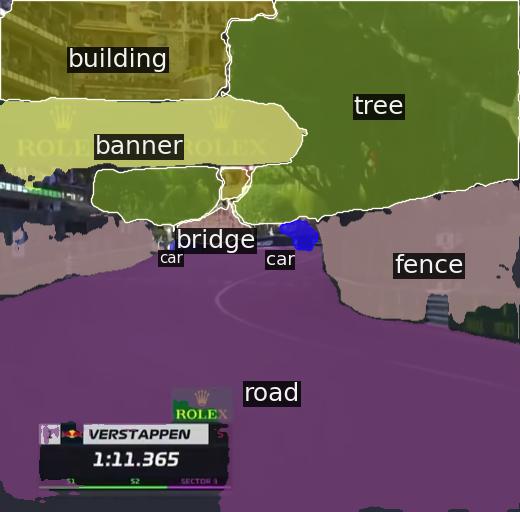 building
tree
ROLEX ROLEX
banner
bridge
car
car
fence
road
ROLEX
VERSTAPPEN
1:11.365
S1 S2 SECTOR 3